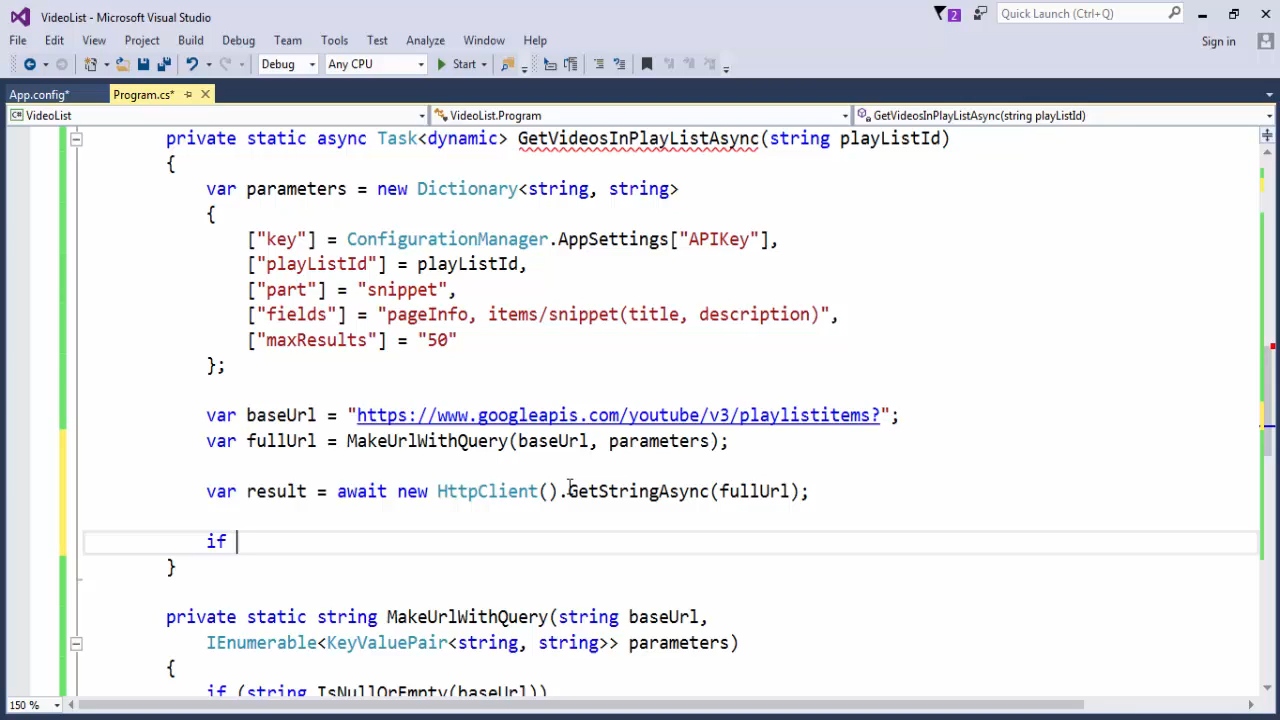 VideoList - Microsoft Visual Studio
2
Quick Launch (Ctrl+Q)
File Edit View Project Build Debug Team Tools Test Analyze Window Help
Sign in
Debug Any CPU Start
App.config* Program.cs*
VideoList VideoList.Program GetVideosInPlayListAsync(string playListId)
private static async Task<dynamic> GetVideosInPlayListAsync(string playListId)
{
var parameters = new Dictionary<string, string>
{
["key"] = ConfigurationManager.AppSettings["APIKey"],
["playListId"] = playListId,
["part"] = "snippet",
["fields"] = "pageInfo, items/snippet(title, description)",
["maxResults"] = "50"
};
var baseUrl = "https://www.googleapis.com/youtube/v3/playlistitems?";
var fullUrl = MakeUrlWithQuery(baseUrl, parameters);
var result = await new HttpClient().GetStringAsync(fullUrl);
if
}
private static string MakeUrlWithQuery(string baseUrl,
IEnumerable<KeyValuePair<string, string>> parameters)
{
if (string.IsNullOrEmpty(baseUrl))
150 %